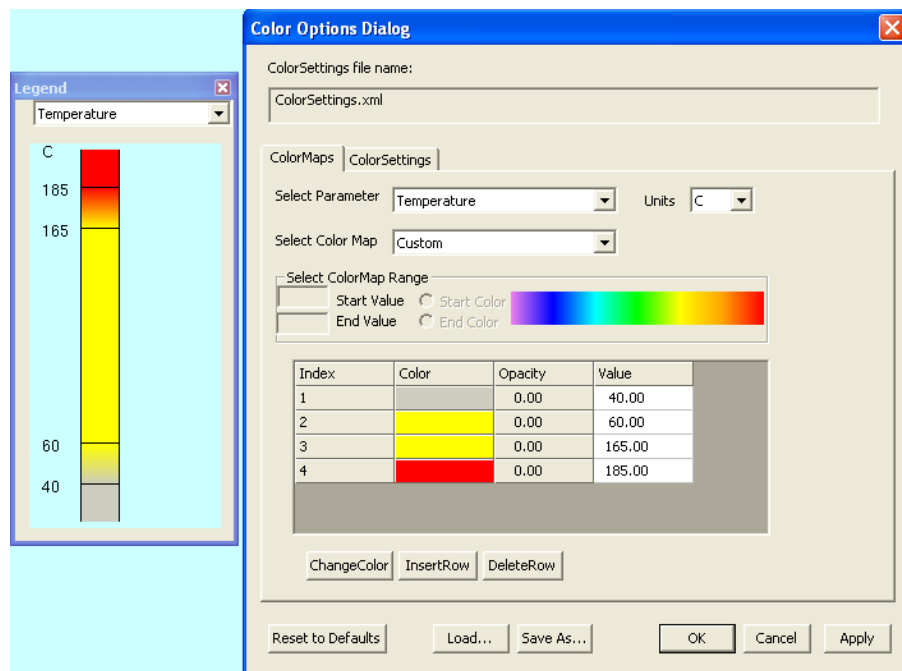 Color Options Dialog
Legend
Temperature
C
185
165
60
40
ColorSettings file name:
ColorSettings.xml
ColorMaps ColorSettings
Select Parameter Temperature Units C
Select Color Map Custom
Select ColorMap Range
Start Value Start Color
End Value End Color
Index Color Opacity Value
1 0.00 40.00
2 0.00 60.00
3 0.00 165.00
4 0.00 185.00
ChangeColor InsertRow DeleteRow
Reset to Defaults Load... Save As... OK Cancel Apply